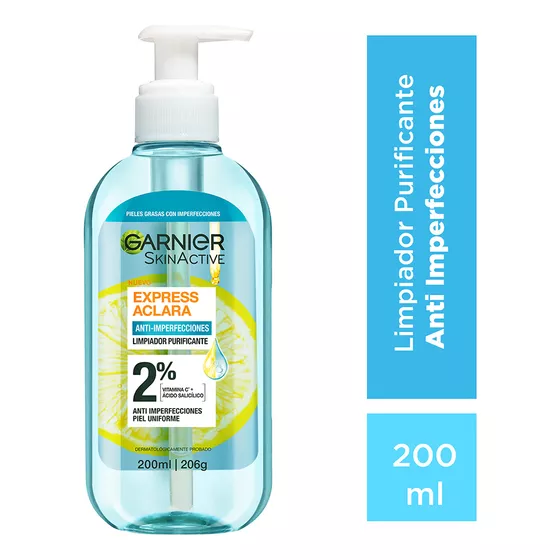 PIELES GRASAS CON IMPERFECCIONES
GARNIER
SKINACTIVE
NUEVO
EXPRESS
ACLARA
ANTI-IMPERFECCIONES
LIMPIADOR PURIFICANTE
2%
[VITAMINA C* +
ÁCIDO SALICÍLICO]
ANTI IMPERFECCIONES
PIEL UNIFORME
DERMATOLÓGICAMENTE PROBADO
200ml | 206g
Limpiador Purificante
Anti Imperfecciones
200
ml